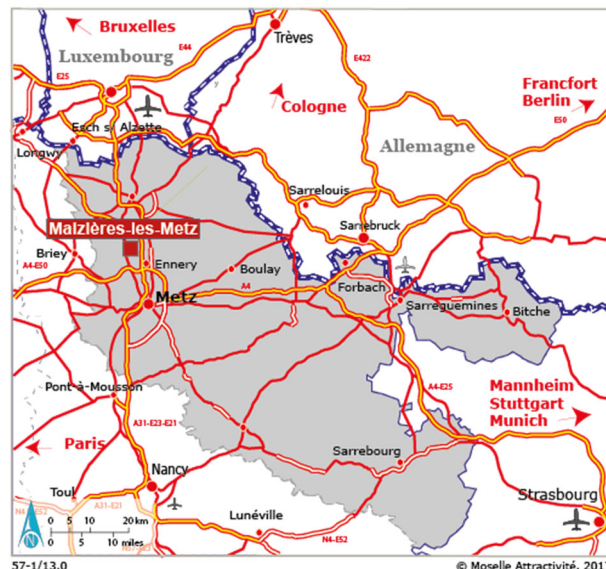 Bruxelles
Trèves
E44
E422
Luxembourg
E25
Francfort
Berlin
E50
Cologne
Esch s/ Alzette
Allemagne
Longwy
Sarrelouis
Maizières-les-Metz
Sarrebruck
Briey
Ennery
Boulay
A4-E50
A4
Forbach
Metz
Sarreguemines
Bitche
Pont-à-Mousson
A4-E25
Mannheim
Stuttgart
Munich
A31-E23-E21
Paris
Sarrebourg
Nancy
Toul
Strasbourg
A31-E21
Lunéville
0 5 10 20 km
0 5 10 miles
N
N4-E52
57-1/13.0
© Moselle Attractivité, 201